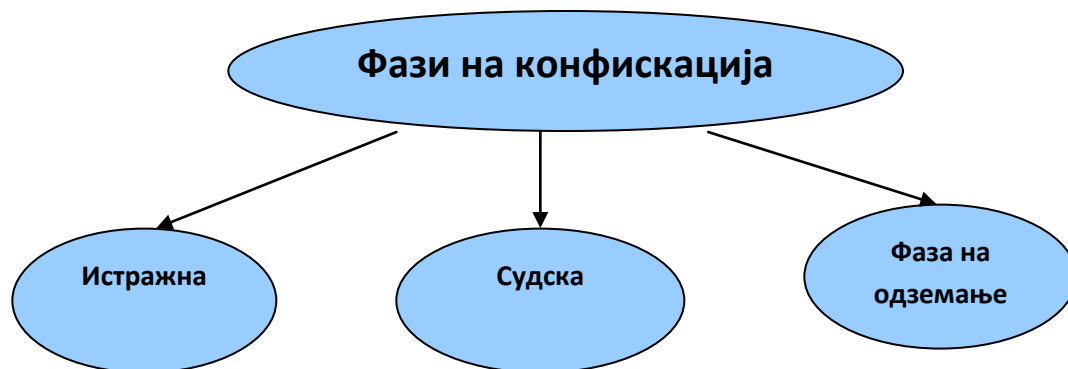 Фази на конфискација
Истражна
Судска
Фаза на
одземање